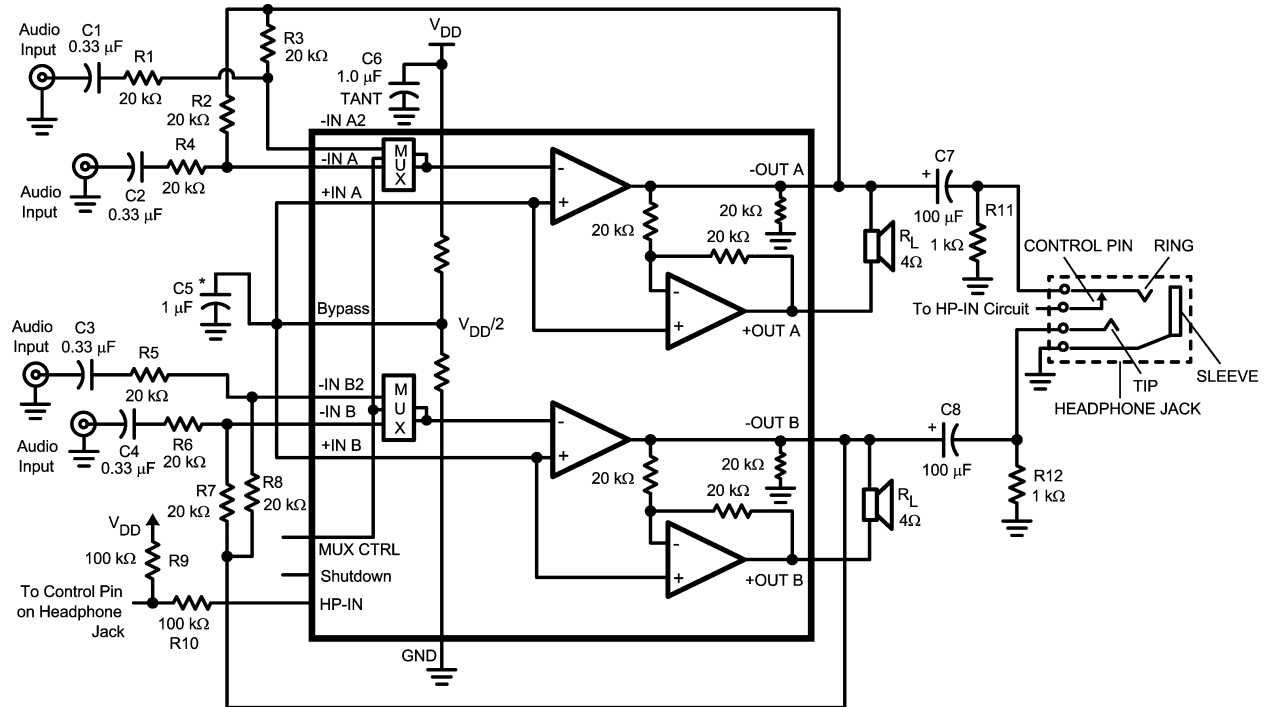 Audio
Input
C1
0.33 µF
R1
20 kΩ
R3
20 kΩ
R2
20 kΩ
R4
20 kΩ
C2
0.33 µF
Audio
Input
VDD
C6
1.0 µF
TANT
-IN A2
-IN A
+IN A
MUX
-
+
20 kΩ
20 kΩ
20 kΩ
-
+
-OUT A
+OUT A
RL
4Ω
C7
+
100 µF
R11
1 kΩ
CONTROL PIN
RING
To HP-IN Circuit
TIP
SLEEVE
HEADPHONE JACK
C5
*
1 µF
Bypass
VDD/2
Audio
Input
C3
0.33 µF
R5
20 kΩ
Audio
Input
C4
0.33 µF
R6
20 kΩ
R7
20 kΩ
R8
20 kΩ
-IN B2
-IN B
+IN B
MUX
-
+
20 kΩ
20 kΩ
20 kΩ
-
+
-OUT B
+OUT B
RL
4Ω
C8
+
100 µF
R12
1 kΩ
VDD
100 kΩ
R9
To Control Pin
on Headphone
Jack
100 kΩ
R10
MUX CTRL
Shutdown
HP-IN
GND